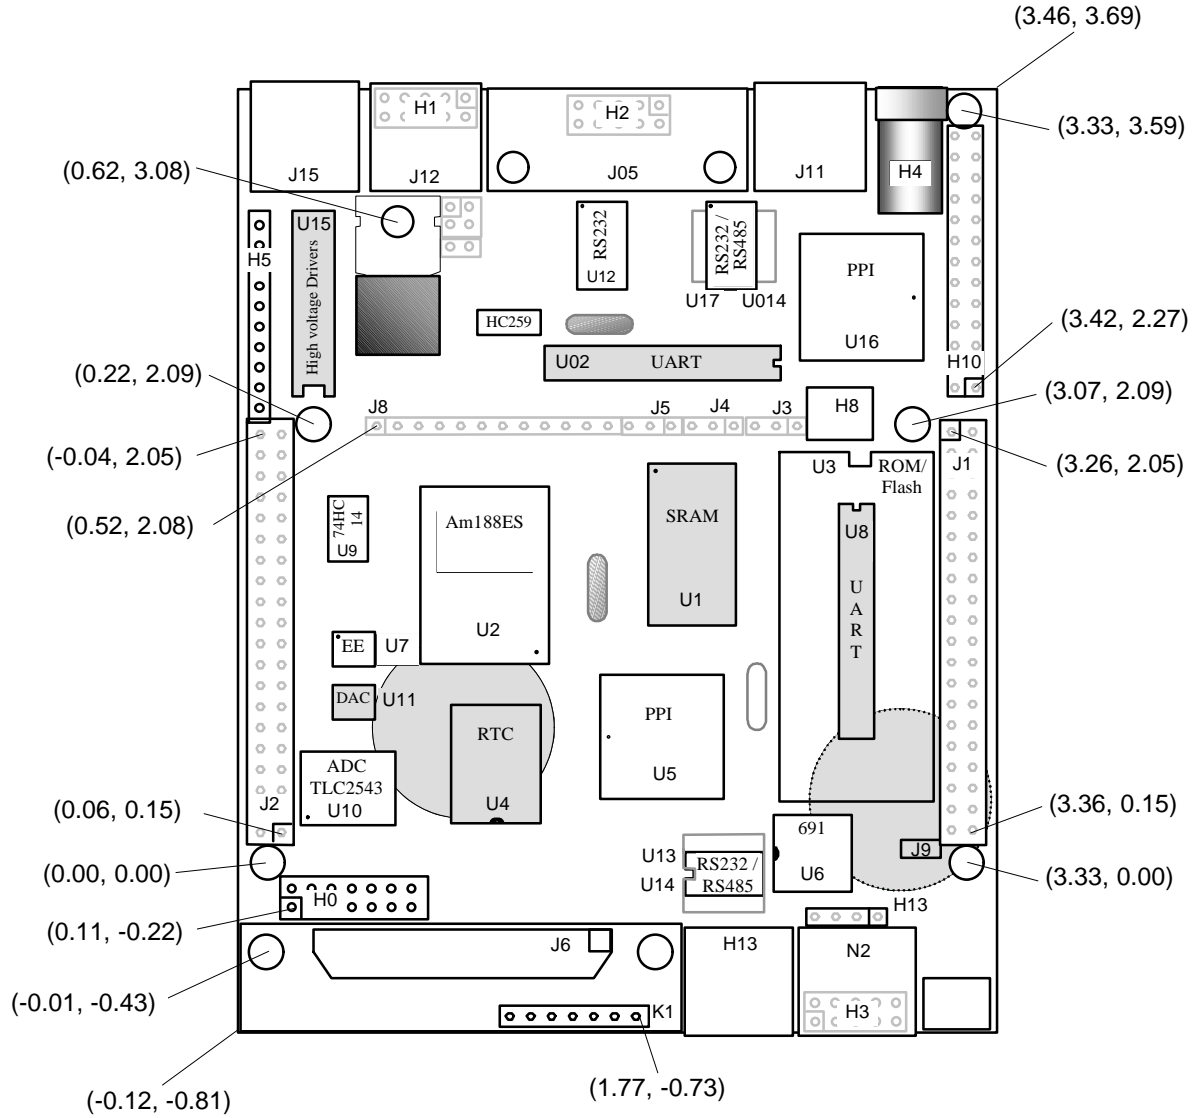 (3.46, 3.69)
H1
H2
(3.33, 3.59)
(0.62, 3.08)
J15
J12
J05
J11
H4
U15
High voltage Drivers
H5
RS232
U12
RS232 /
RS485
U17
U014
PPI
U16
HC259
(3.42, 2.27)
U02
UART
H10
(0.22, 2.09)
(3.07, 2.09)
J8
J5
J4
J3
H8
(-0.04, 2.05)
(3.26, 2.05)
U3
ROM/
Flash
J1
(0.52, 2.08)
74HC
14
U9
Am188ES
U2
SRAM
U1
U8
U
A
R
T
EE
U7
DAC
U11
RTC
U4
PPI
U5
ADC
TLC2543
U10
J2
(0.06, 0.15)
(3.36, 0.15)
691
U6
J9
(0.00, 0.00)
U13
U14
RS232 /
RS485
(3.33, 0.00)
H0
(0.11, -0.22)
H13
J6
H13
N2
(-0.01, -0.43)
K1
H3
(-0.12, -0.81)
(1.77, -0.73)